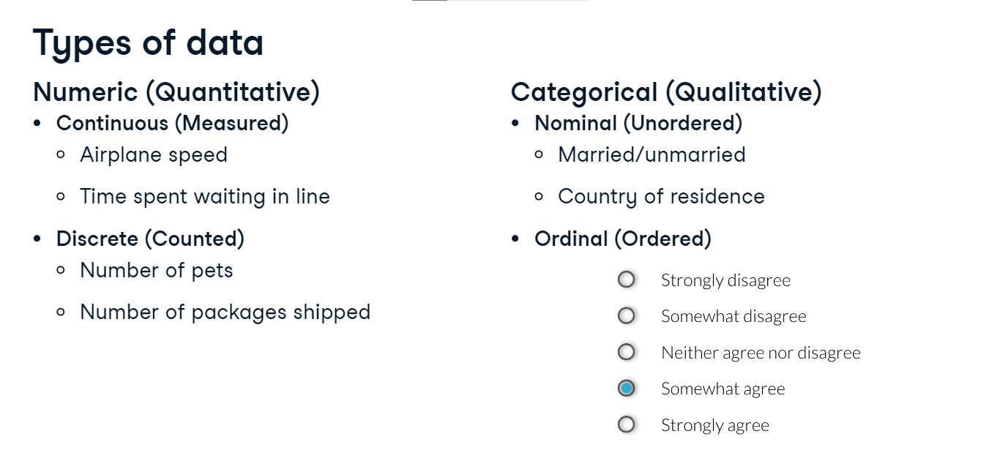 Types of data
Numeric (Quantitative)
Continuous (Measured)
Airplane speed
Time spent waiting in line
Discrete (Counted)
Number of pets
Number of packages shipped
Categorical (Qualitative)
Nominal (Unordered)
Married/unmarried
Country of residence
Ordinal (Ordered)
Strongly disagree
Somewhat disagree
Neither agree nor disagree
Somewhat agree
Strongly agree